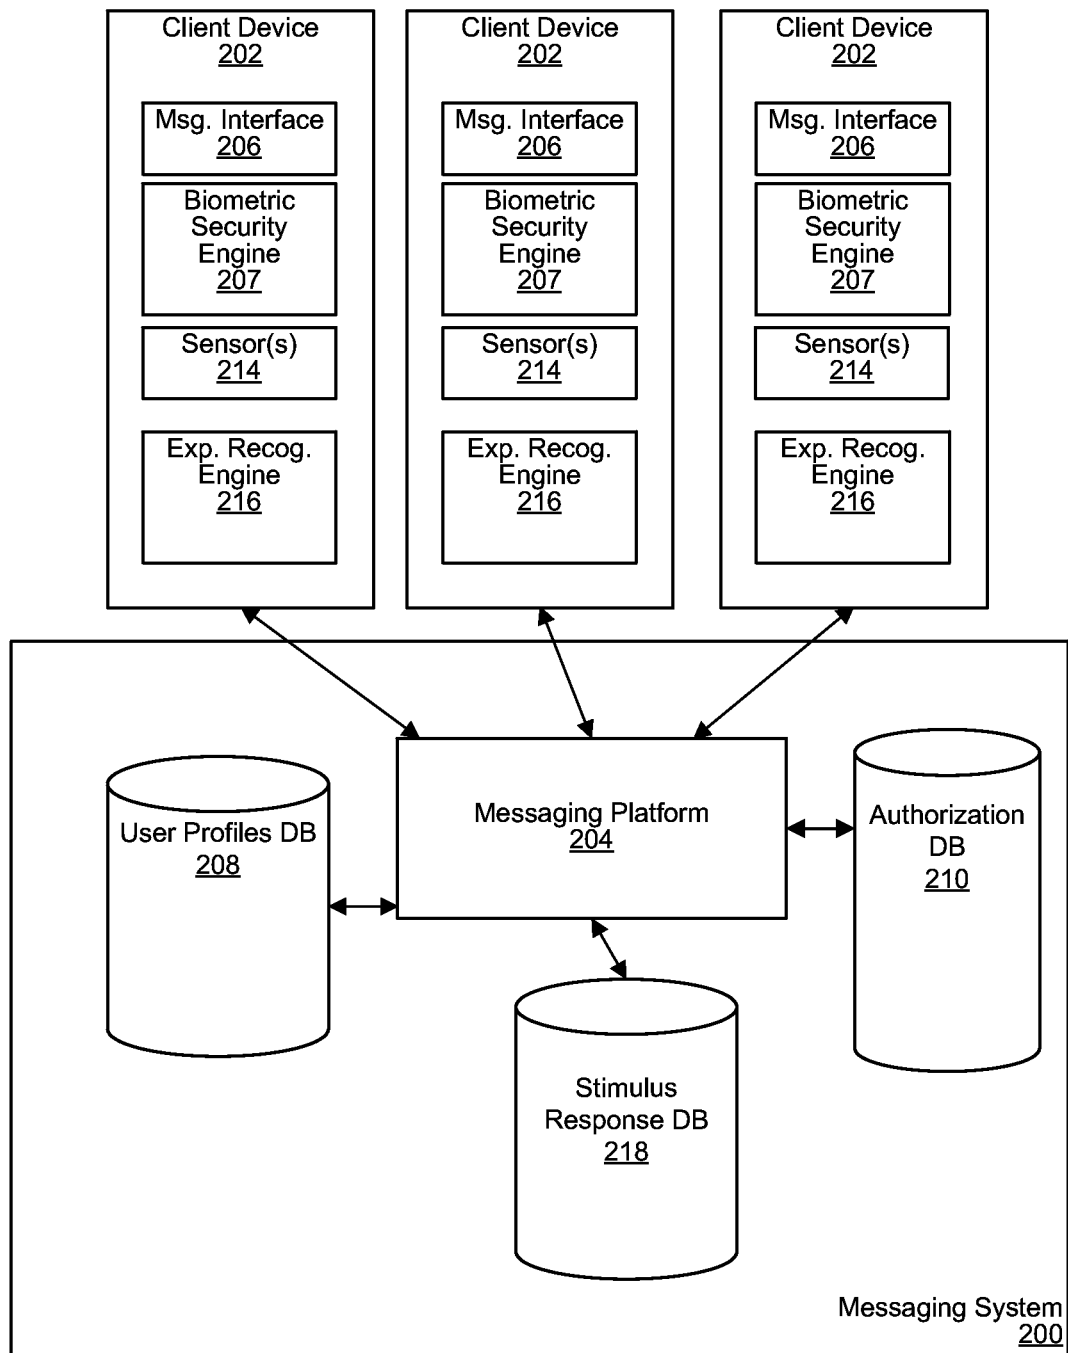 Client Device
202
Msg. Interface
206
Biometric
Security
Engine
207
Sensor(s)
214
Exp. Recog.
Engine
216
Client Device
202
Msg. Interface
206
Biometric
Security
Engine
207
Sensor(s)
214
Exp. Recog.
Engine
216
Client Device
202
Msg. Interface
206
Biometric
Security
Engine
207
Sensor(s)
214
Exp. Recog.
Engine
216
User Profiles DB
208
Messaging Platform
204
Authorization
DB
210
Stimulus
Response DB
218
Messaging System
200